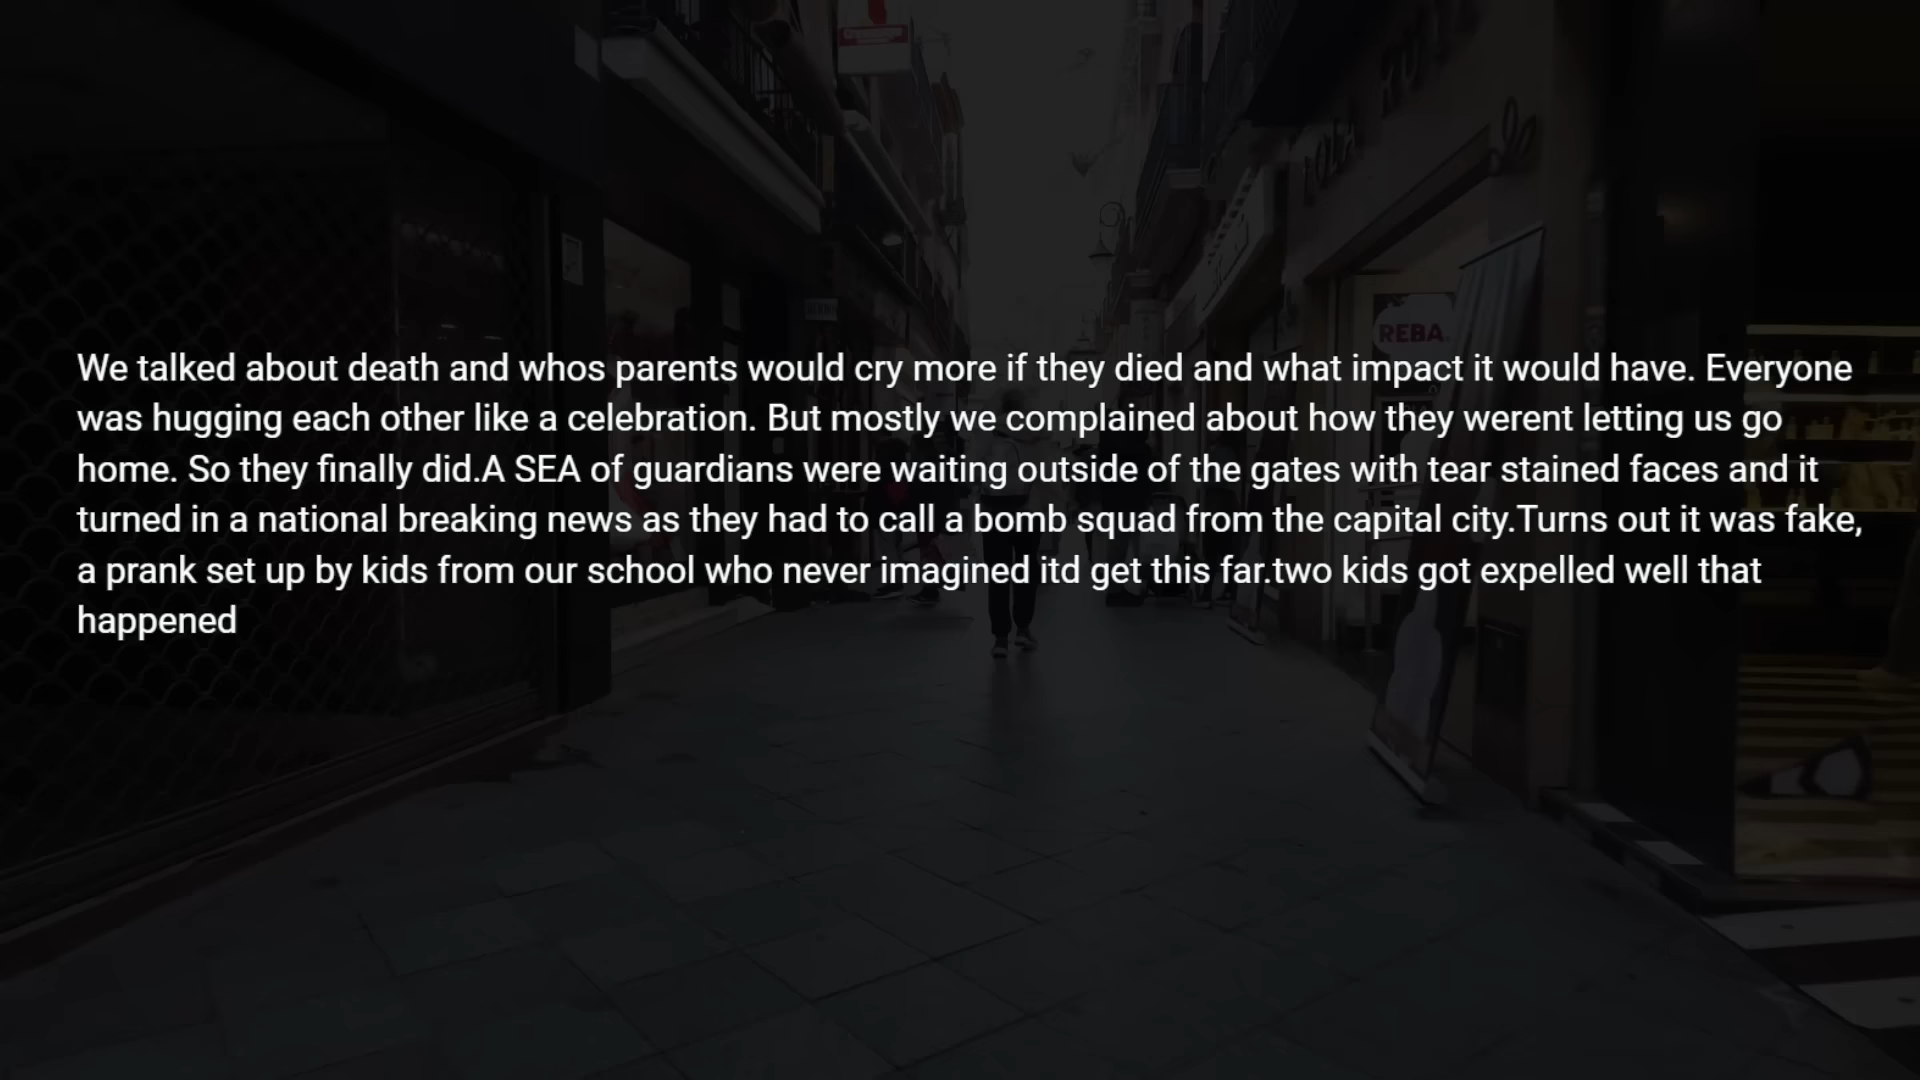 We talked about death and whos parents would cry more if they died and what impact it would have. Everyone
was hugging each other like a celebration. But mostly we complained about how they werent letting us go
home. So they finally did.A SEA of guardians were waiting outside of the gates with tear stained faces and it
turned in a national breaking news as they had to call a bomb squad from the capital city.Turns out it was fake,
a prank set up by kids from our school who never imagined itd get this far.two kids got expelled well that
happened
REBA